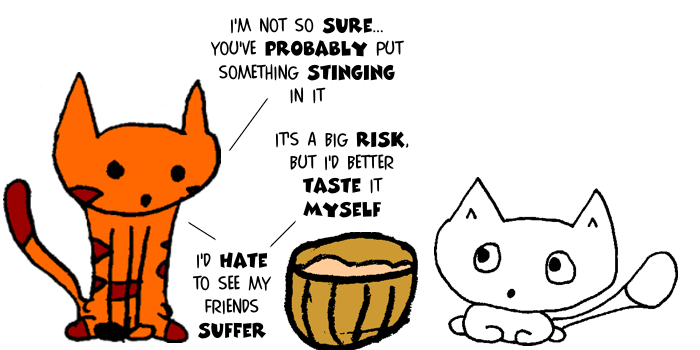 I'M NOT SO SURE...
YOU'VE PROBABLY PUT
SOMETHING STINGING
IN IT
IT'S A BIG RISK,
BUT I'D BETTER
TASTE IT
MYSELF
I'D HATE
TO SEE MY
FRIENDS
SUFFER